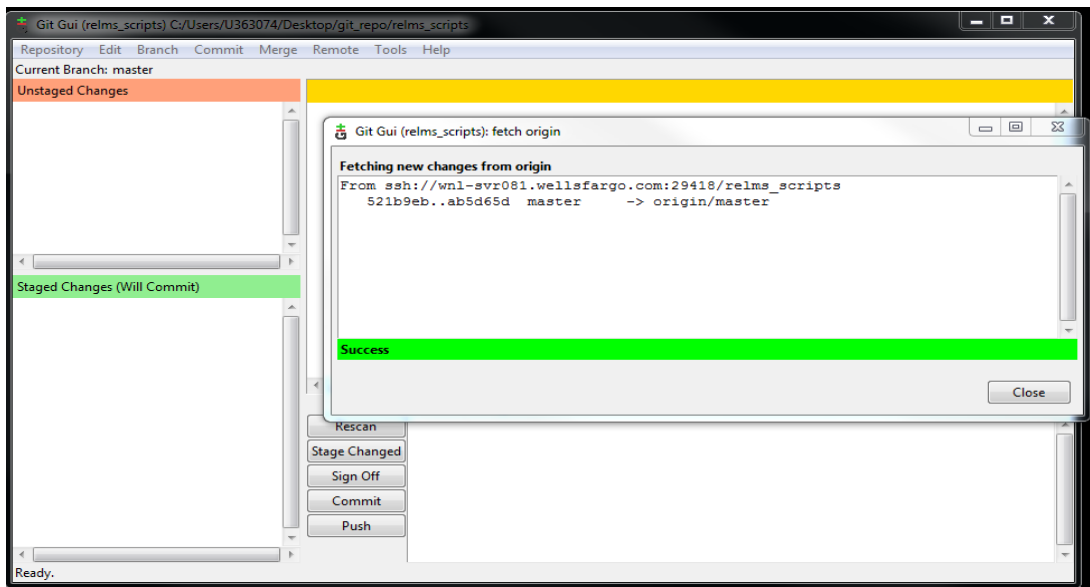 Git Gui (relms_scripts) C:/Users/U363074/Desktop/git_repo/relms_scripts
Repository Edit Branch Commit Merge Remote Tools Help
Current Branch: master
Unstaged Changes
Git Gui (relms_scripts): fetch origin
Fetching new changes from origin
From ssh://wnl-svr081.wellsfargo.com:29418/relms_scripts
521b9eb..ab5d65d master -> origin/master
Success
Close
Staged Changes (Will Commit)
Rescan
Stage Changed
Sign Off
Commit
Push
Ready.